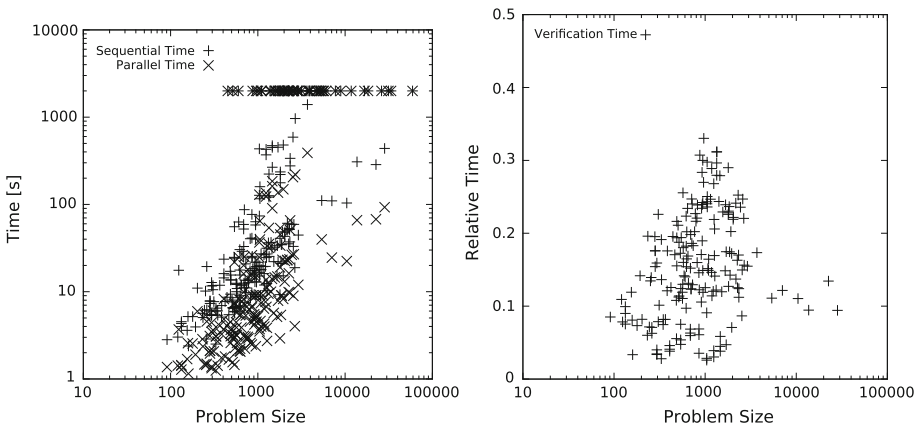 10000
1000
100
10
1
Time [s]
Sequential Time +
Parallel Time ×
10 100 1000 10000 100000
Problem Size
0.5
0.4
0.3
0.2
0.1
0
Relative Time
Verification Time +
10 100 1000 10000 100000
Problem Size